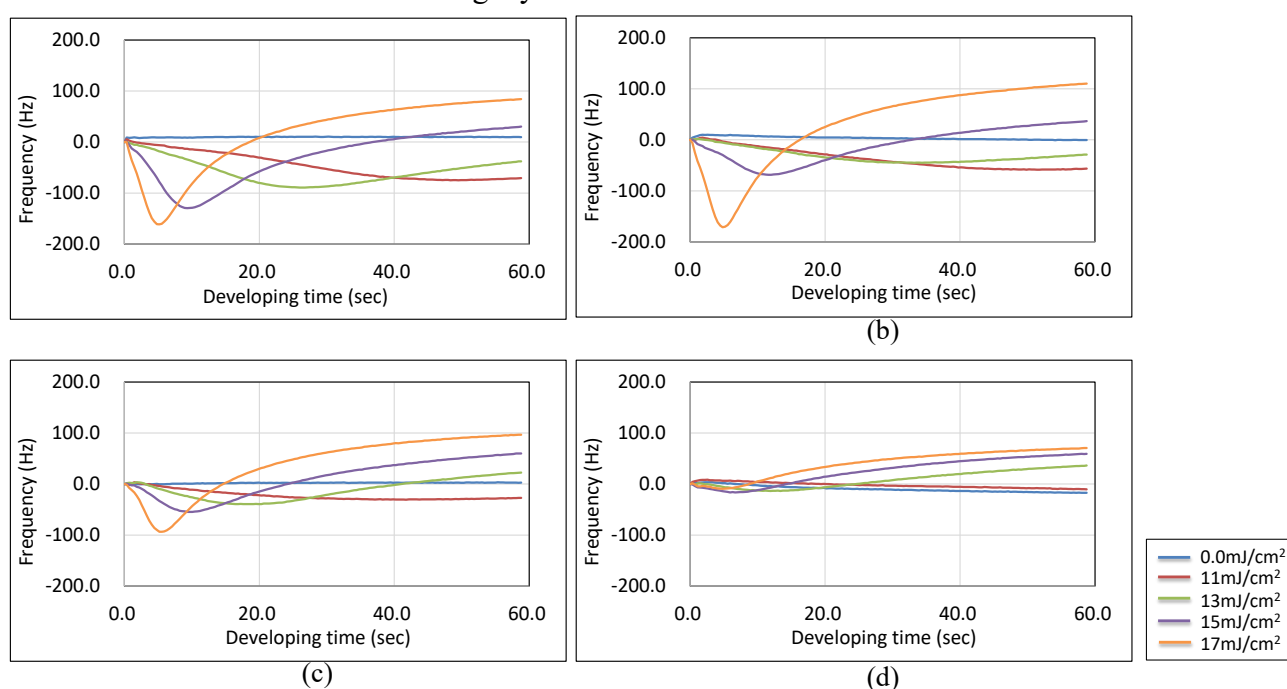 200.0
100.0
0.0
-100.0
-200.0
Frequency (Hz)
0.0 20.0 40.0 60.0
Developing time (sec)
200.0
100.0
0.0
-100.0
-200.0
Frequency (Hz)
0.0 20.0 40.0 60.0
Developing time (sec)
(b)
200.0
100.0
0.0
-100.0
-200.0
Frequency (Hz)
0.0 20.0 40.0 60.0
Developing time (sec)
(c)
200.0
100.0
0.0
-100.0
-200.0
Frequency (Hz)
0.0 20.0 40.0 60.0
Developing time (sec)
(d)
0.0mJ/cm²
11mJ/cm²
13mJ/cm²
15mJ/cm²
17mJ/cm²